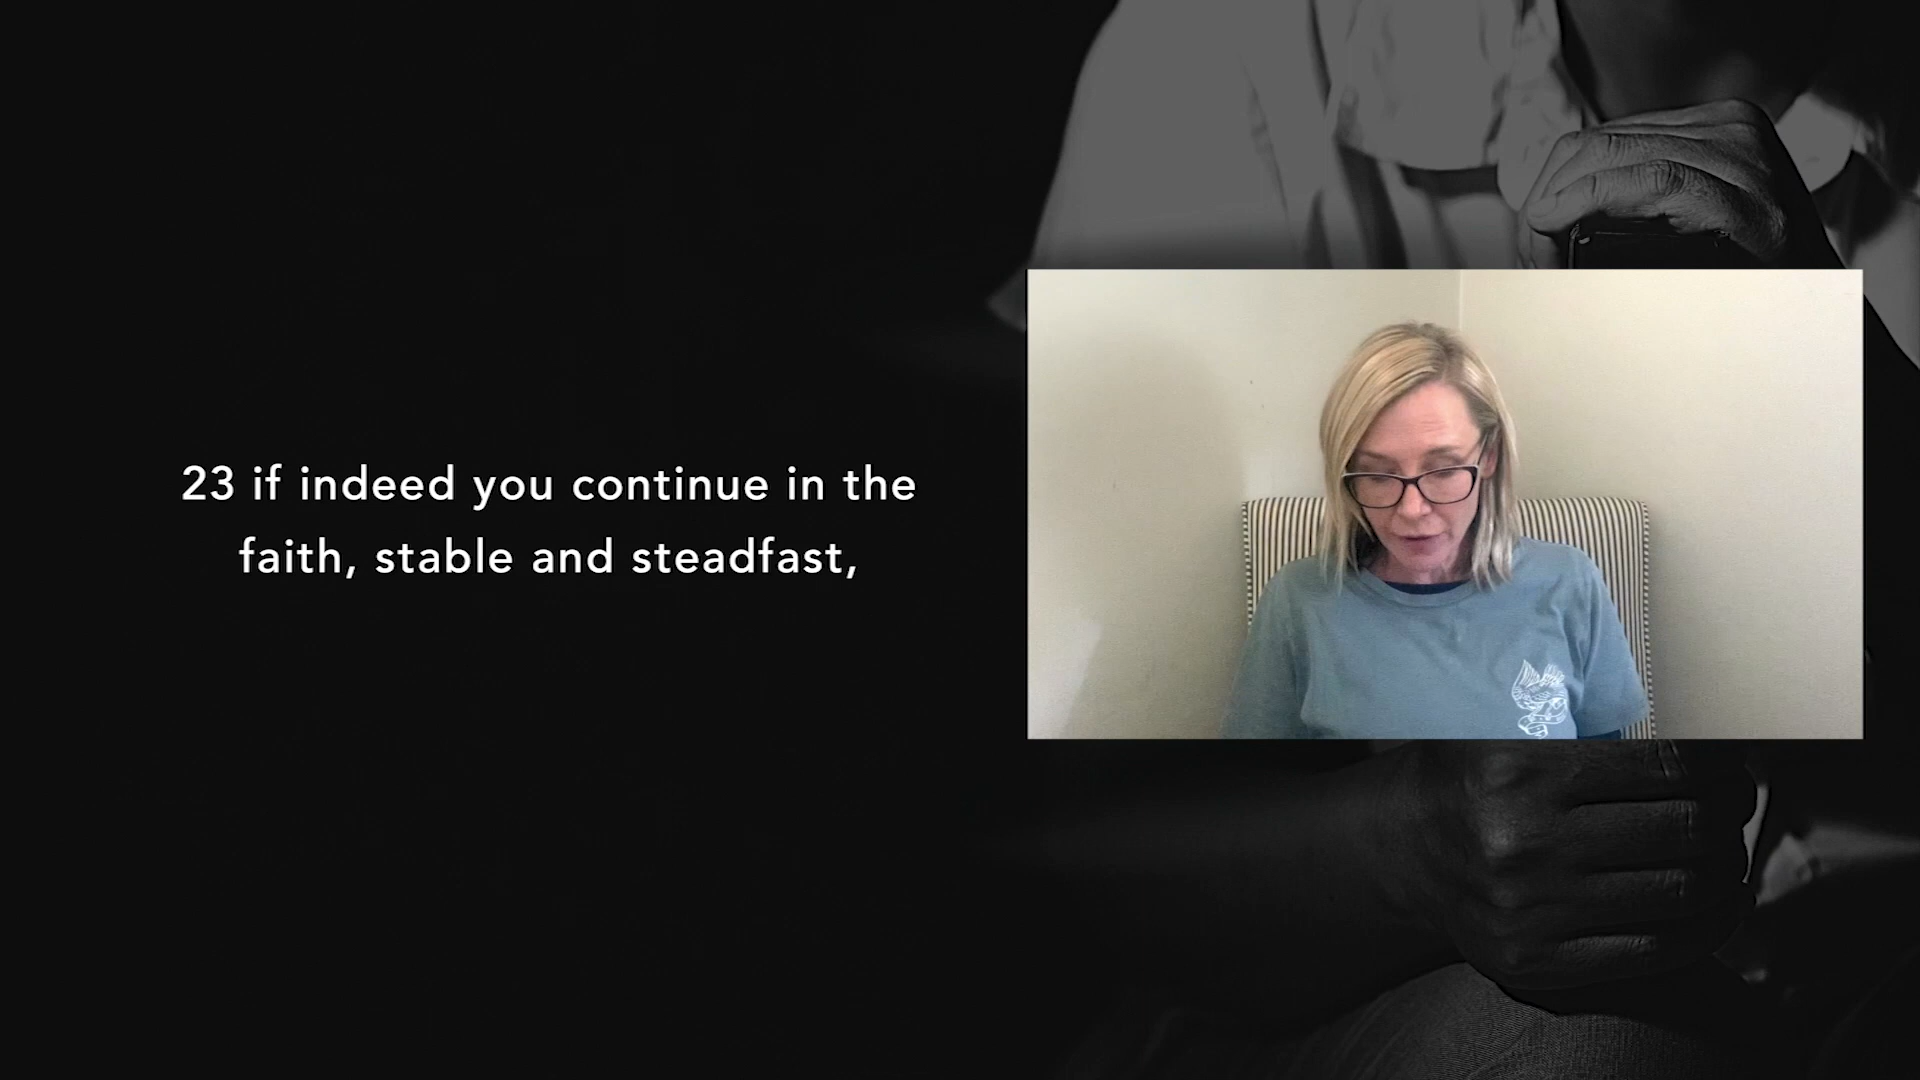 23 if indeed you continue in the
faith, stable and steadfast,